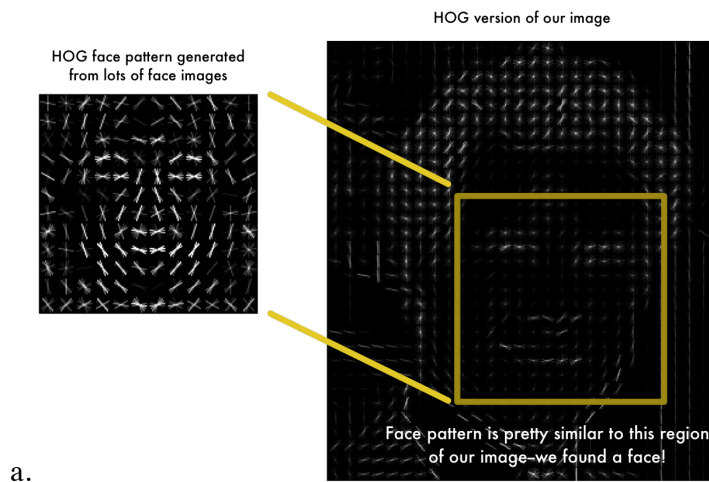 HOG version of our image
HOG face pattern generated
from lots of face images
Face pattern is pretty similar to this region
of our image–we found a face!
a.